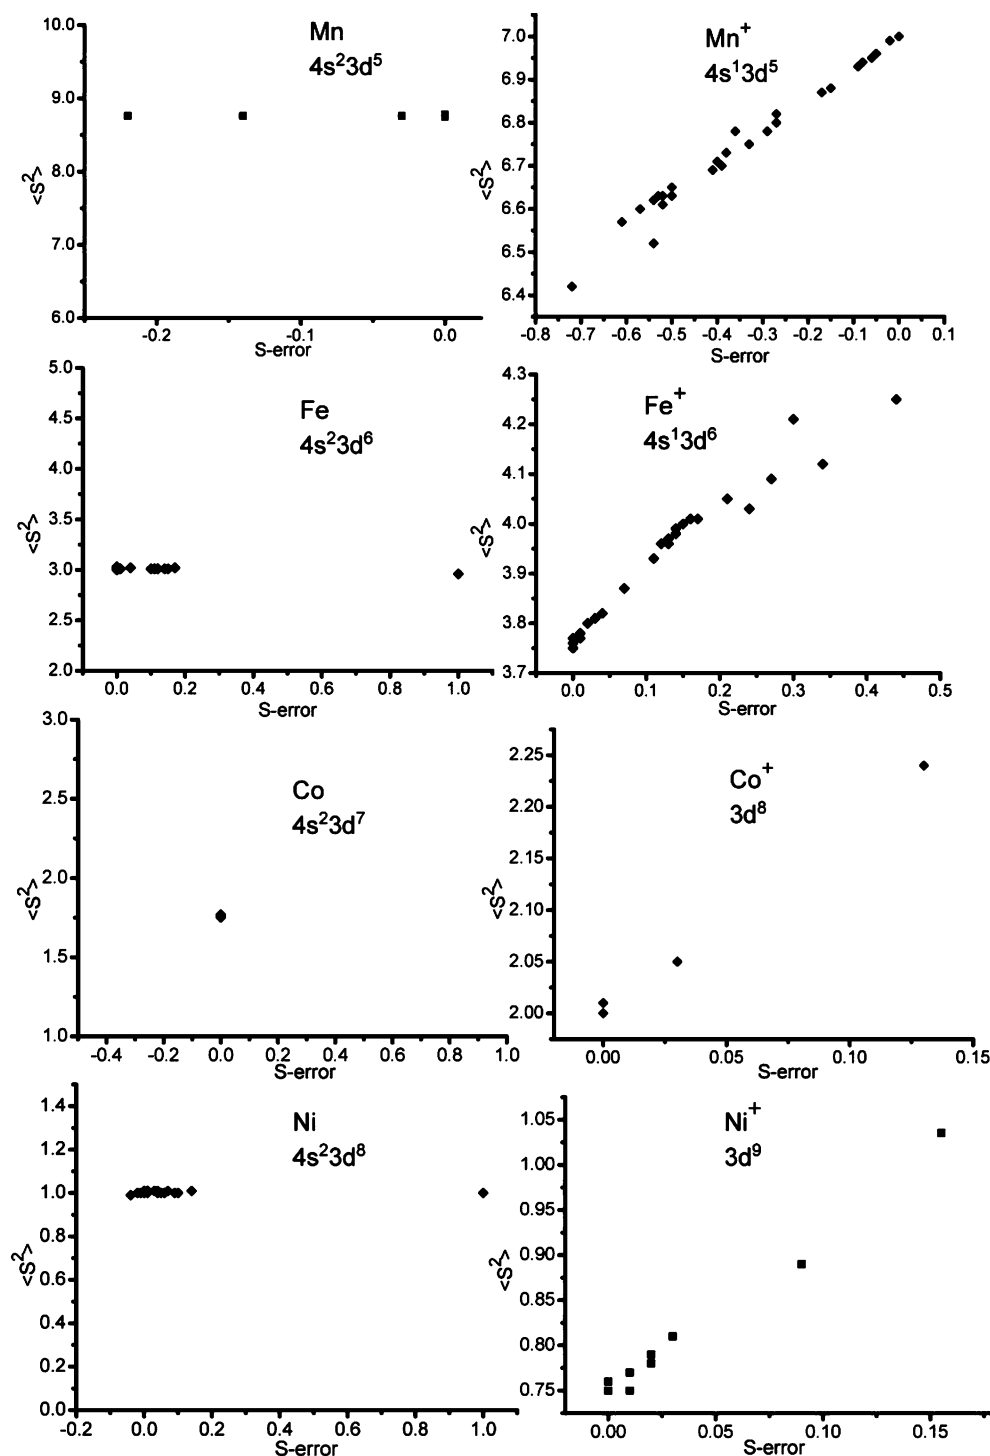 Mn
4s²3d⁵
<S²>
10.0
9.0
8.0
7.0
6.0
-0.2 -0.1 0.0
S-error
Mn⁺
4s¹3d⁵
<S²>
7.0
6.9
6.8
6.7
6.6
6.5
6.4
-0.8 -0.7 -0.6 -0.5 -0.4 -0.3 -0.2 -0.1 0.0 0.1
S-error
Fe
4s²3d⁶
<S²>
5.0
4.5
4.0
3.5
3.0
2.5
2.0
0.0 0.2 0.4 0.6 0.8 1.0
S-error
Fe⁺
4s¹3d⁶
<S²>
4.3
4.2
4.1
4.0
3.9
3.8
3.7
0.0 0.1 0.2 0.3 0.4 0.5
S-error
Co
4s²3d⁷
<S²>
3.0
2.5
2.0
1.5
1.0
-0.4 -0.2 0.0 0.2 0.4 0.6 0.8 1.0
S-error
Co⁺
3d⁸
<S²>
2.25
2.20
2.15
2.10
2.05
2.00
0.00 0.05 0.10 0.15
S-error
Ni
4s²3d⁸
<S²>
1.4
1.2
1.0
0.8
0.6
0.4
0.2
0.0
-0.2 0.0 0.2 0.4 0.6 0.8 1.0
S-error
Ni⁺
3d⁹
<S²>
1.05
1.00
0.95
0.90
0.85
0.80
0.75
0.00 0.05 0.10 0.15
S-error